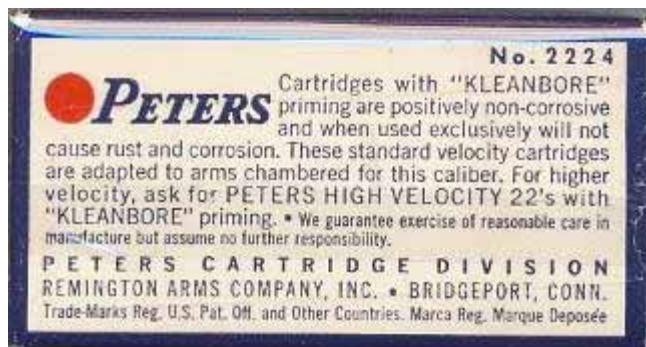 No. 2224
PETERS Cartridges with "KLEANBORE"
priming are positively non-corrosive
and when used exclusively will not
cause rust and corrosion. These standard velocity cartridges
are adapted to arms chambered for this caliber. For higher
velocity, ask for PETERS HIGH VELOCITY 22's with
"KLEANBORE" priming. • We guarantee exercise of reasonable care in
manufacture but assume no further responsibility.
PETERS CARTRIDGE DIVISION
REMINGTON ARMS COMPANY, INC. • BRIDGEPORT, CONN.
Trade-Marks Reg. U.S. Pat. Off. and Other Countries. Marca Reg. Marque Deposée